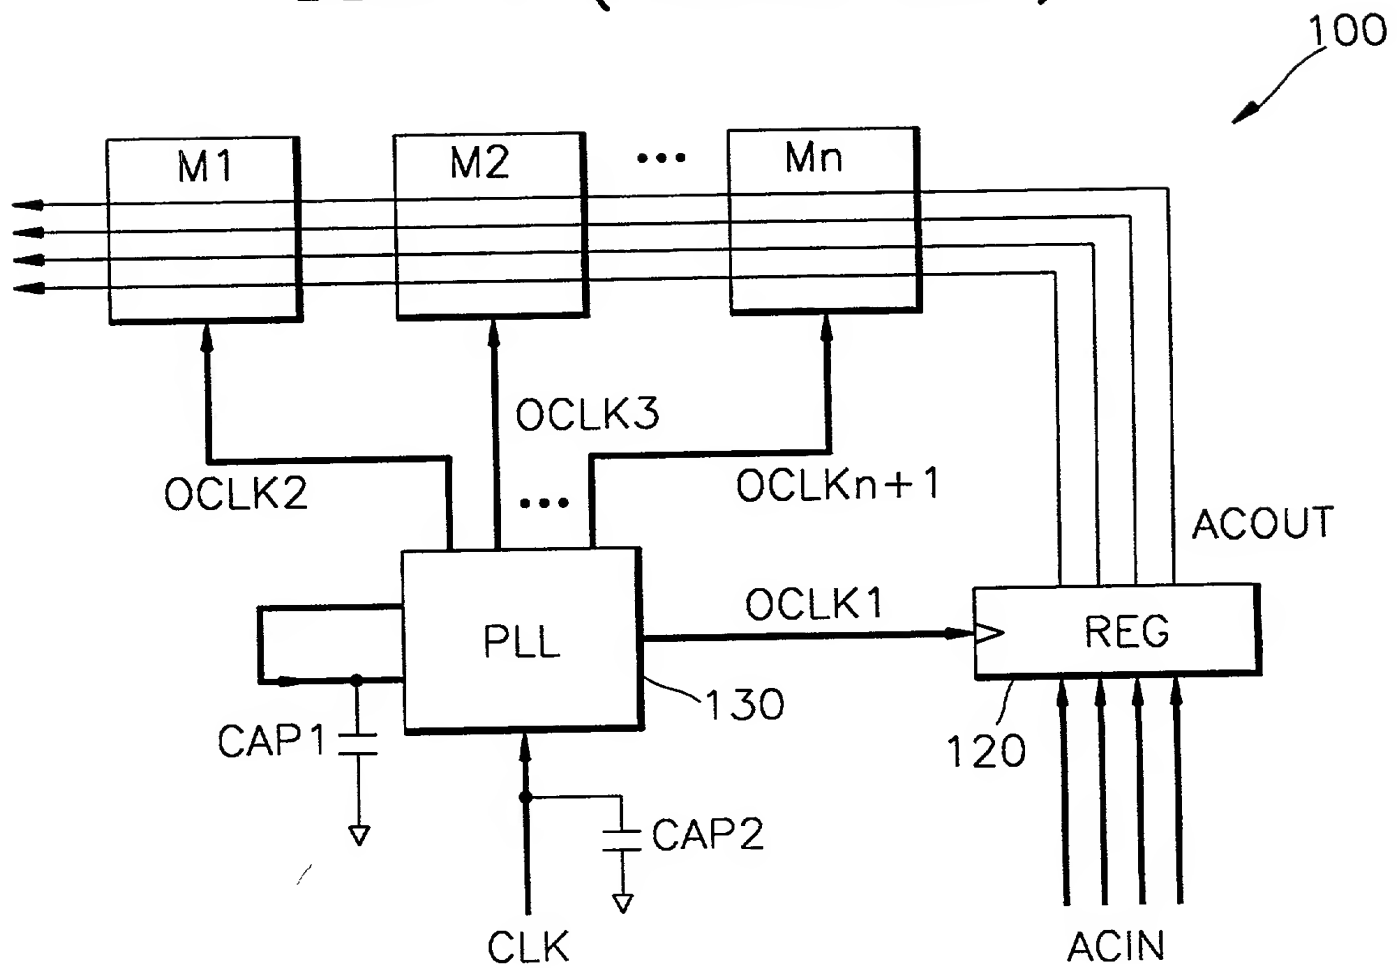 100
M1
M2
...
Mn
OCLK3
OCLK2
...
OCLKn+1
ACOUT
OCLK1
PLL
REG
130
CAP1
120
CAP2
CLK
ACIN